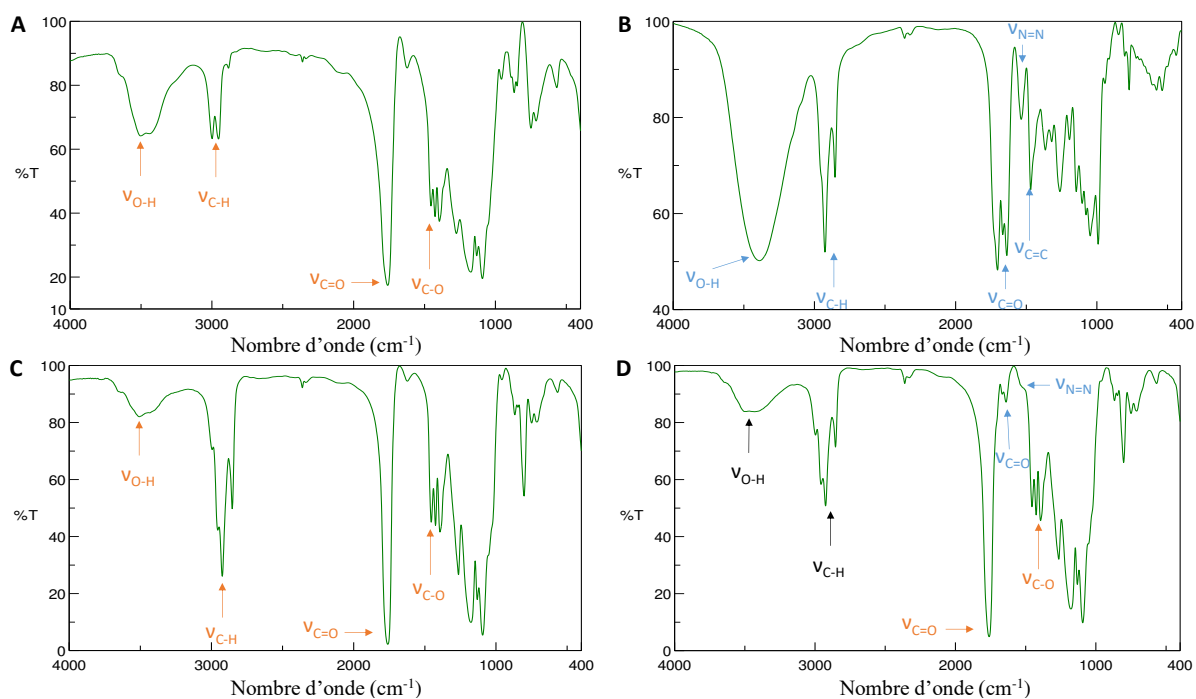 A
100
80
60
%T
40
20
10
4000 3000 2000 1000 400
Nombre d’onde (cm-1)
νO-H
νC-H
νC=O
νC-O
B
100
80
%T
60
40
4000 3000 2000 1000 400
Nombre d’onde (cm-1)
νN=N
νC=C
νO-H
νC-H
νC=O
C
100
80
60
%T
40
20
0
4000 3000 2000 1000 400
Nombre d’onde (cm-1)
νO-H
νC-H
νC=O
νC-O
D
100
80
60
%T
40
20
0
4000 3000 2000 1000 400
Nombre d’onde (cm-1)
νN=N
νC=O
νO-H
νC-H
νC-O
νC=O